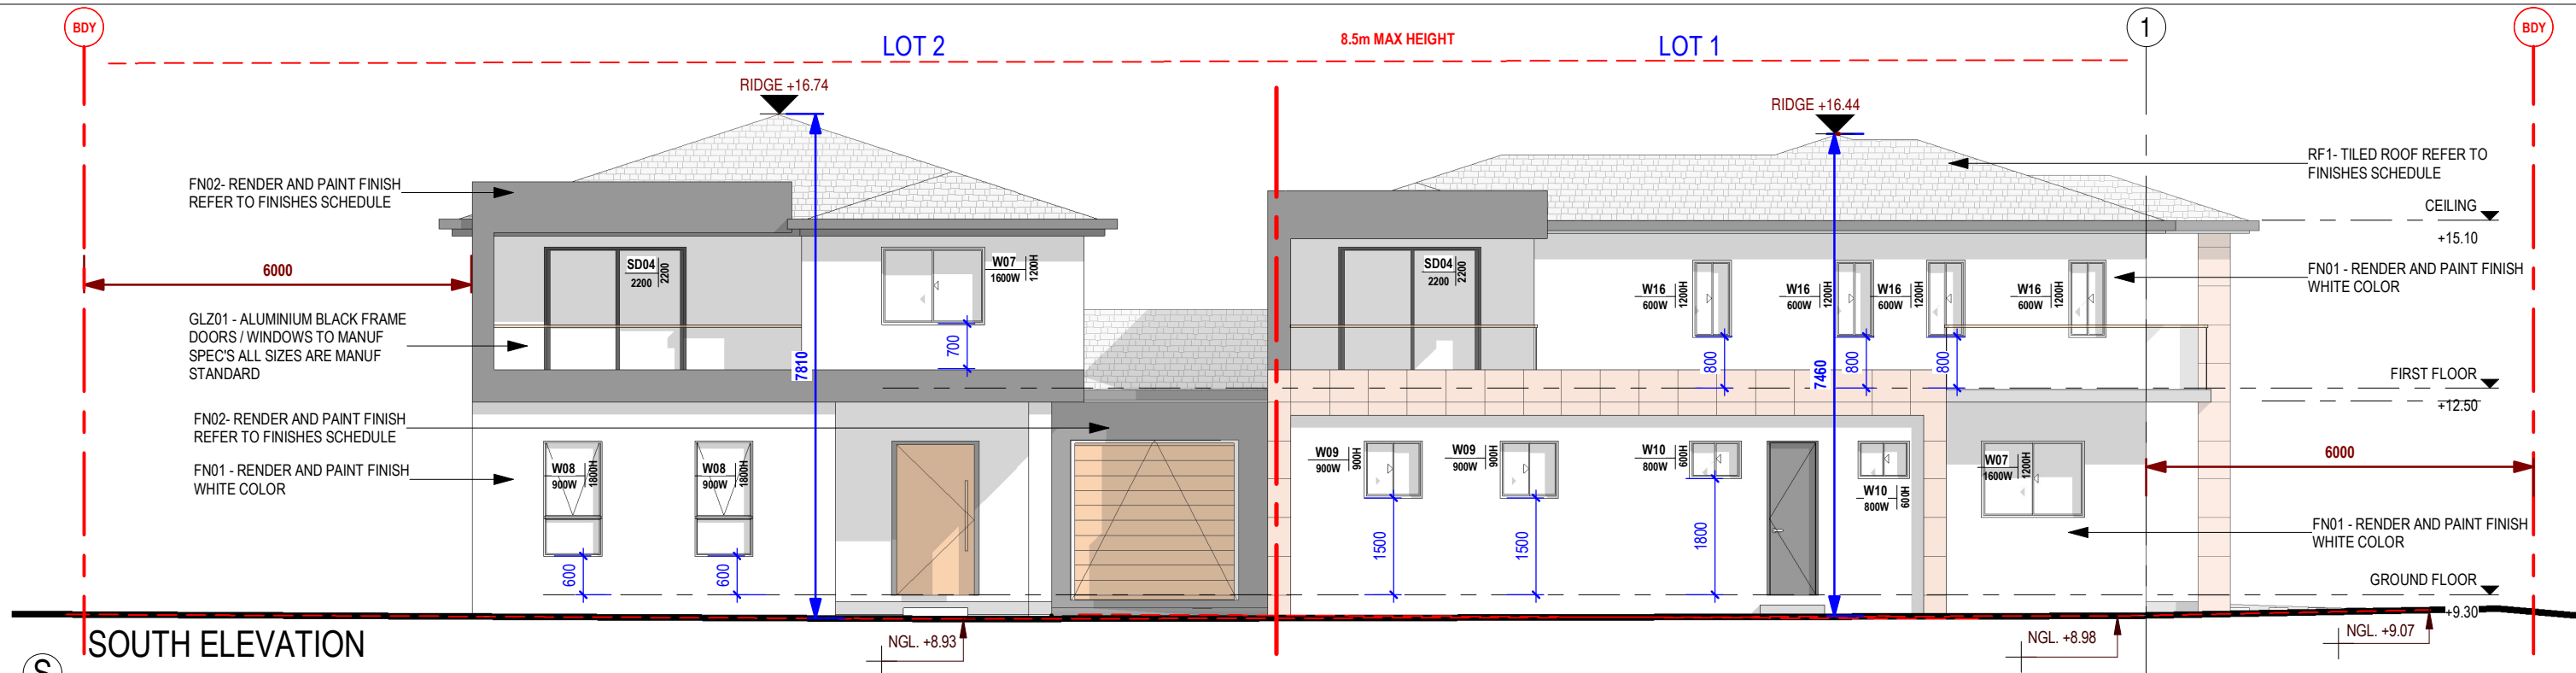 BDY
LOT 2
8.5m MAX HEIGHT
LOT 1
1
BDY
RIDGE +16.74
RIDGE +16.44
RF1- TILED ROOF REFER TO
FINISHES SCHEDULE
FN02- RENDER AND PAINT FINISH
REFER TO FINISHES SCHEDULE
CEILING
+15.10
6000
SD04
2200
2200
W07
1600W
1200H
SD04
2200
2200
W16
600W
1200H
W16
600W
1200H
W16
600W
1200H
W16
600W
1200H
FN01 - RENDER AND PAINT FINISH
WHITE COLOR
GLZ01 - ALUMINIUM BLACK FRAME
DOORS / WINDOWS TO MANUF
SPEC'S ALL SIZES ARE MANUF
STANDARD
700
7810
800
7460
800
800
FIRST FLOOR
+12.50
FN02- RENDER AND PAINT FINISH
REFER TO FINISHES SCHEDULE
FN01 - RENDER AND PAINT FINISH
WHITE COLOR
W08
900W
1800H
W08
900W
1800H
W09
900W
900H
W09
900W
900H
W10
800W
600H
W10
800W
600H
W07
1600W
1200H
6000
FN01 - RENDER AND PAINT FINISH
WHITE COLOR
600
600
1500
1500
1800
GROUND FLOOR
+9.30
SOUTH ELEVATION
NGL. +8.93
NGL. +8.98
NGL. +9.07
S